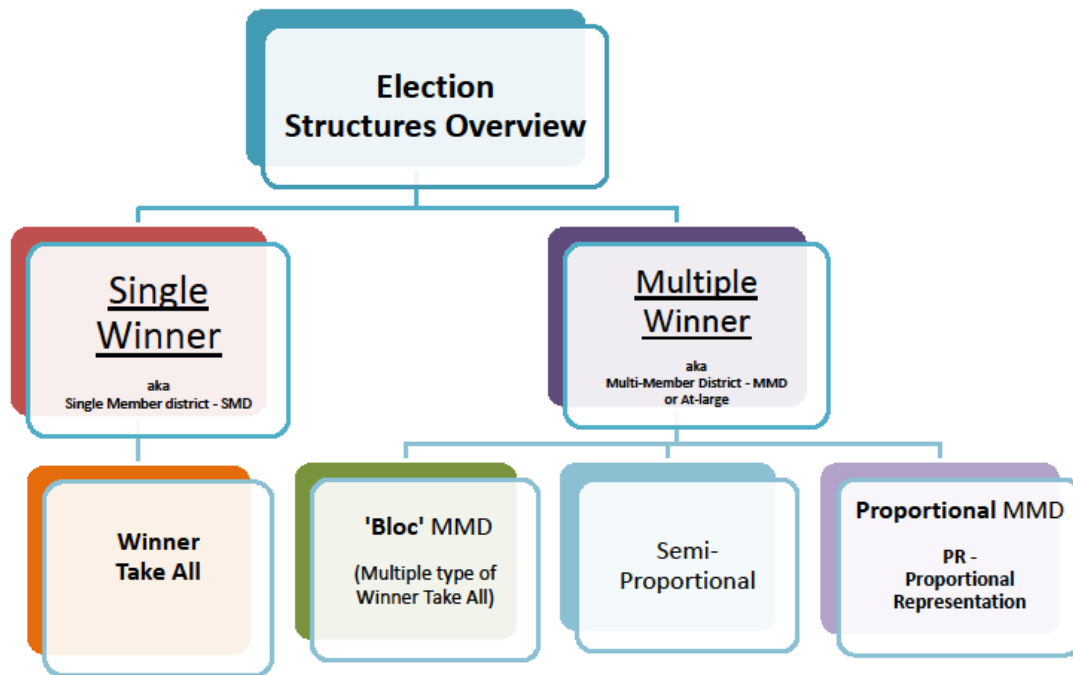 Election
Structures Overview
Single
Winner
aka
Single Member district - SMD
Multiple
Winner
aka
Multi-Member District - MMD
or At-large
Winner
Take All
'Bloc' MMD
(Multiple type of
Winner Take All)
Semi-
Proportional
Proportional MMD
PR -
Proportional
Representation